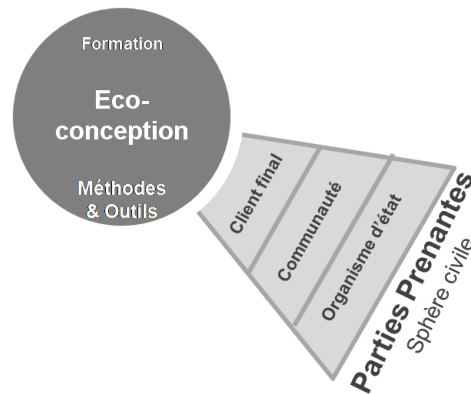 Formation
Eco-
conception
Méthodes
& Outils
Client final
Communauté
Organisme d'état
Parties Prenantes
Sphère civile